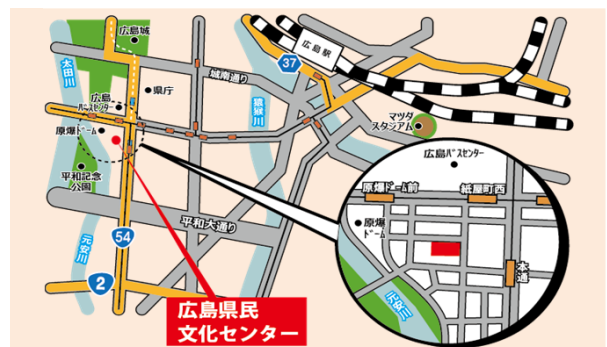 広島城
太田川
広島駅
37
城南通り
県庁
猿猴川
広島
バスセンター
原爆ドーム
マツダ
スタジアム
平和記念
公園
平和大通り
元安川
54
2
広島県民
文化センター
広島バスセンター
原爆ドーム前
紙屋町西
原爆
ドーム
本通
元安川